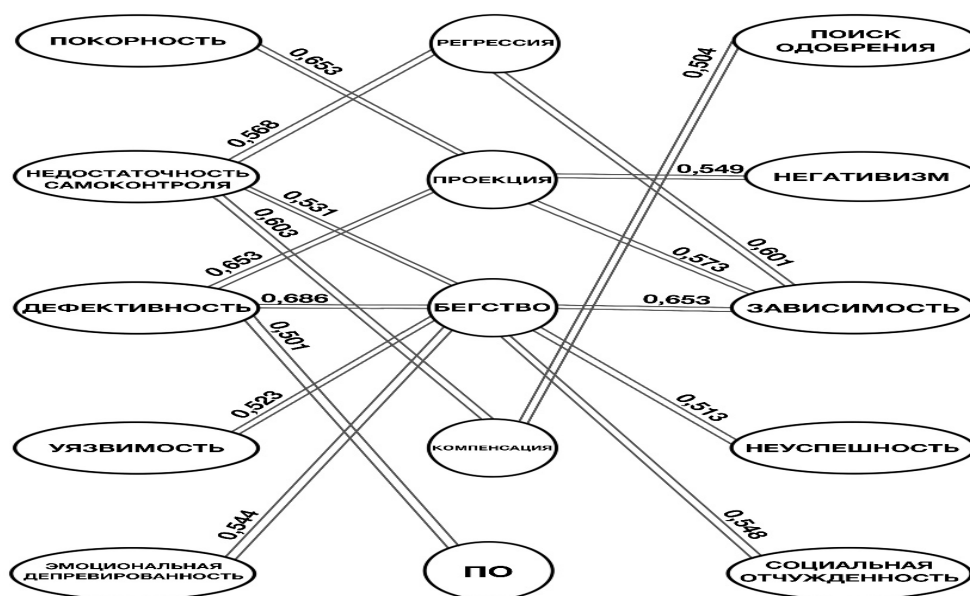 ПОКОРНОСТЬ
РЕГРЕССИЯ
ПОИСК
ОДОБРЕНИЯ
0,653
0,504
0,568
НЕДОСТАТОЧНОСТЬ
САМОКОНТРОЛЯ
ПРОЕКЦИЯ
0,549
НЕГАТИВИЗМ
0,531
0,603
0,653
0,573
0,601
ДЕФЕКТИВНОСТЬ
0,686
БЕГСТВО
0,653
ЗАВИСИМОСТЬ
0,501
0,523
0,513
УЯЗВИМОСТЬ
КОМПЕНСАЦИЯ
НЕУСПЕШНОСТЬ
0,544
0,548
ЭМОЦИОНАЛЬНАЯ
ДЕПРЕВИРОВАННОСТЬ
ПО
СОЦИАЛЬНАЯ
ОТЧУЖДЕННОСТЬ